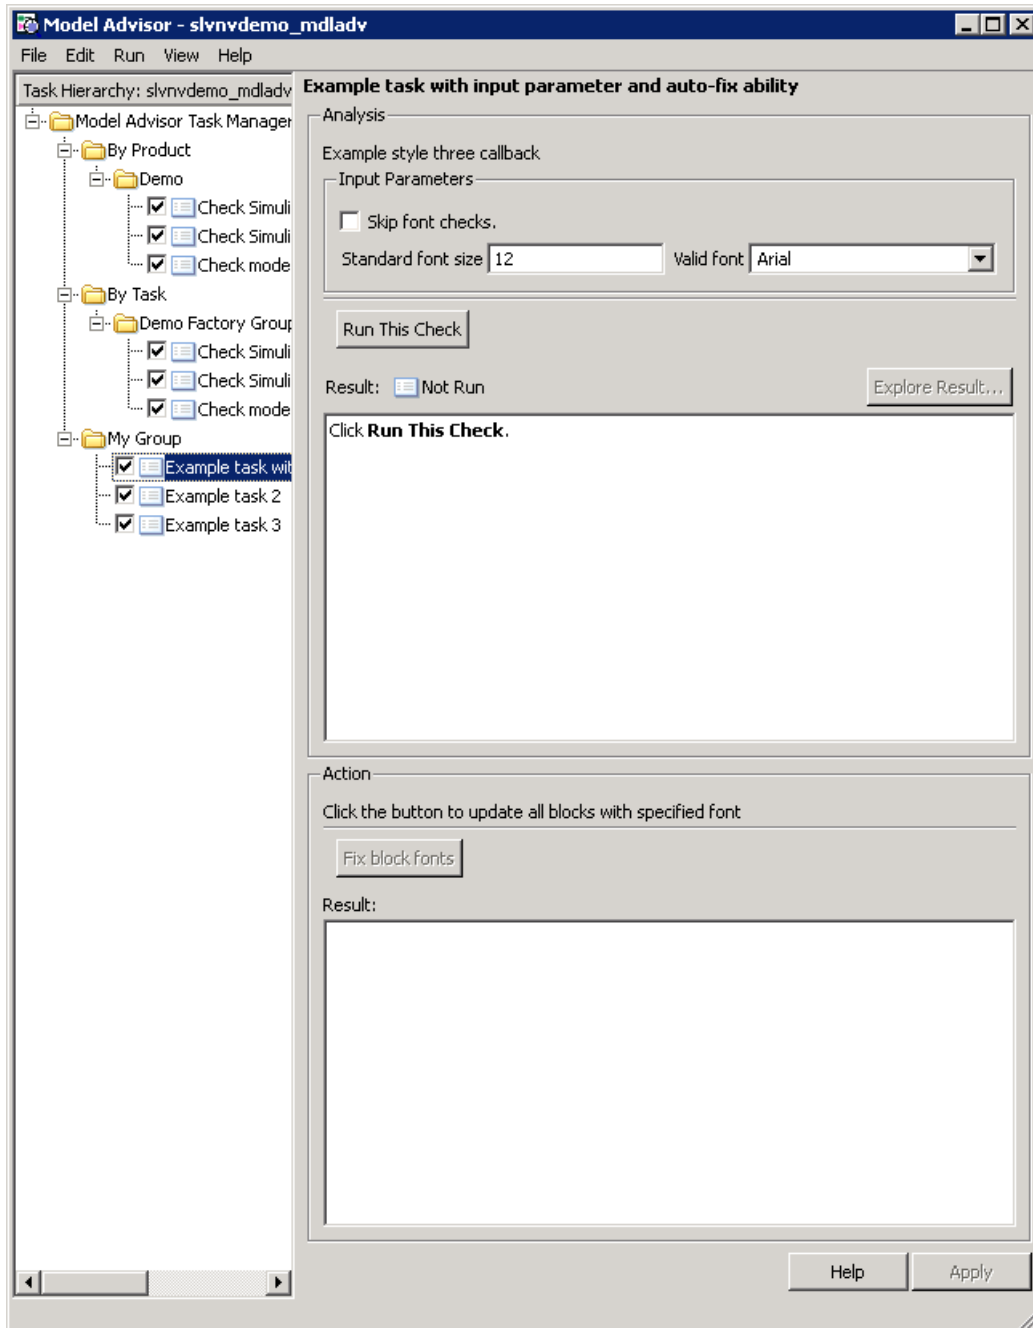 Model Advisor - slvnvdemo_mdladv
File Edit Run View Help
Task Hierarchy: slvnvdemo_mdladv
Model Advisor Task Manager
By Product
Demo
Check Simuli
Check Simuli
Check mode
By Task
Demo Factory Group
Check Simuli
Check Simuli
Check mode
My Group
Example task wit
Example task 2
Example task 3
Example task with input parameter and auto-fix ability
Analysis
Example style three callback
Input Parameters
Skip font checks.
Standard font size 12 Valid font Arial
Run This Check
Result: Not Run Explore Result...
Click Run This Check.
Action
Click the button to update all blocks with specified font
Fix block fonts
Result:
Help Apply